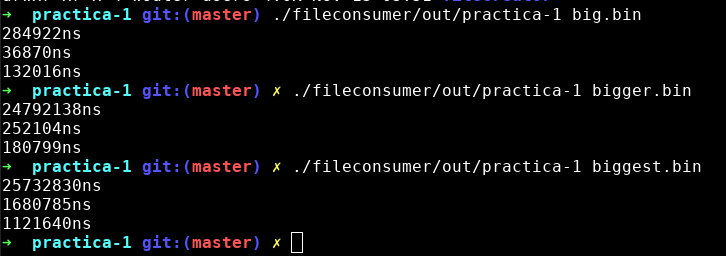 ➜  practica-1 git:(master) ./fileconsumer/out/practica-1 big.bin
284922ns
36870ns
132016ns
➜  practica-1 git:(master) ✗ ./fileconsumer/out/practica-1 bigger.bin
24792138ns
252104ns
180799ns
➜  practica-1 git:(master) ✗ ./fileconsumer/out/practica-1 biggest.bin
25732830ns
1680785ns
1121640ns
➜  practica-1 git:(master) ✗